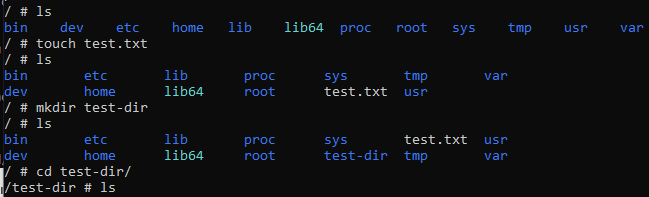 / # ls
bin dev etc home lib lib64 proc root sys tmp usr var
/ # touch test.txt
/ # ls
bin etc lib proc sys tmp var
dev home lib64 root test.txt usr
/ # mkdir test-dir
/ # ls
bin etc lib proc sys test.txt usr
dev home lib64 root test-dir tmp var
/ # cd test-dir/
/test-dir # ls